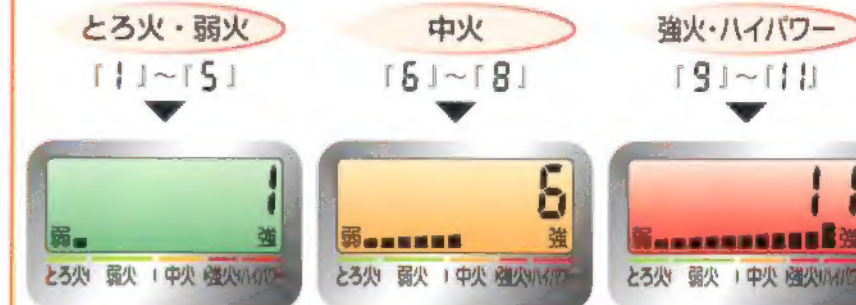 とろ火・弱火
『1』～『5』
1
弱 強
とろ火 弱火 中火 強火 ハイパワー
中火
『6』～『8』
6
弱 強
とろ火 弱火 中火 強火 ハイパワー
強火・ハイパワー
『9』～『11』
11
弱 強
とろ火 弱火 中火 強火 ハイパワー